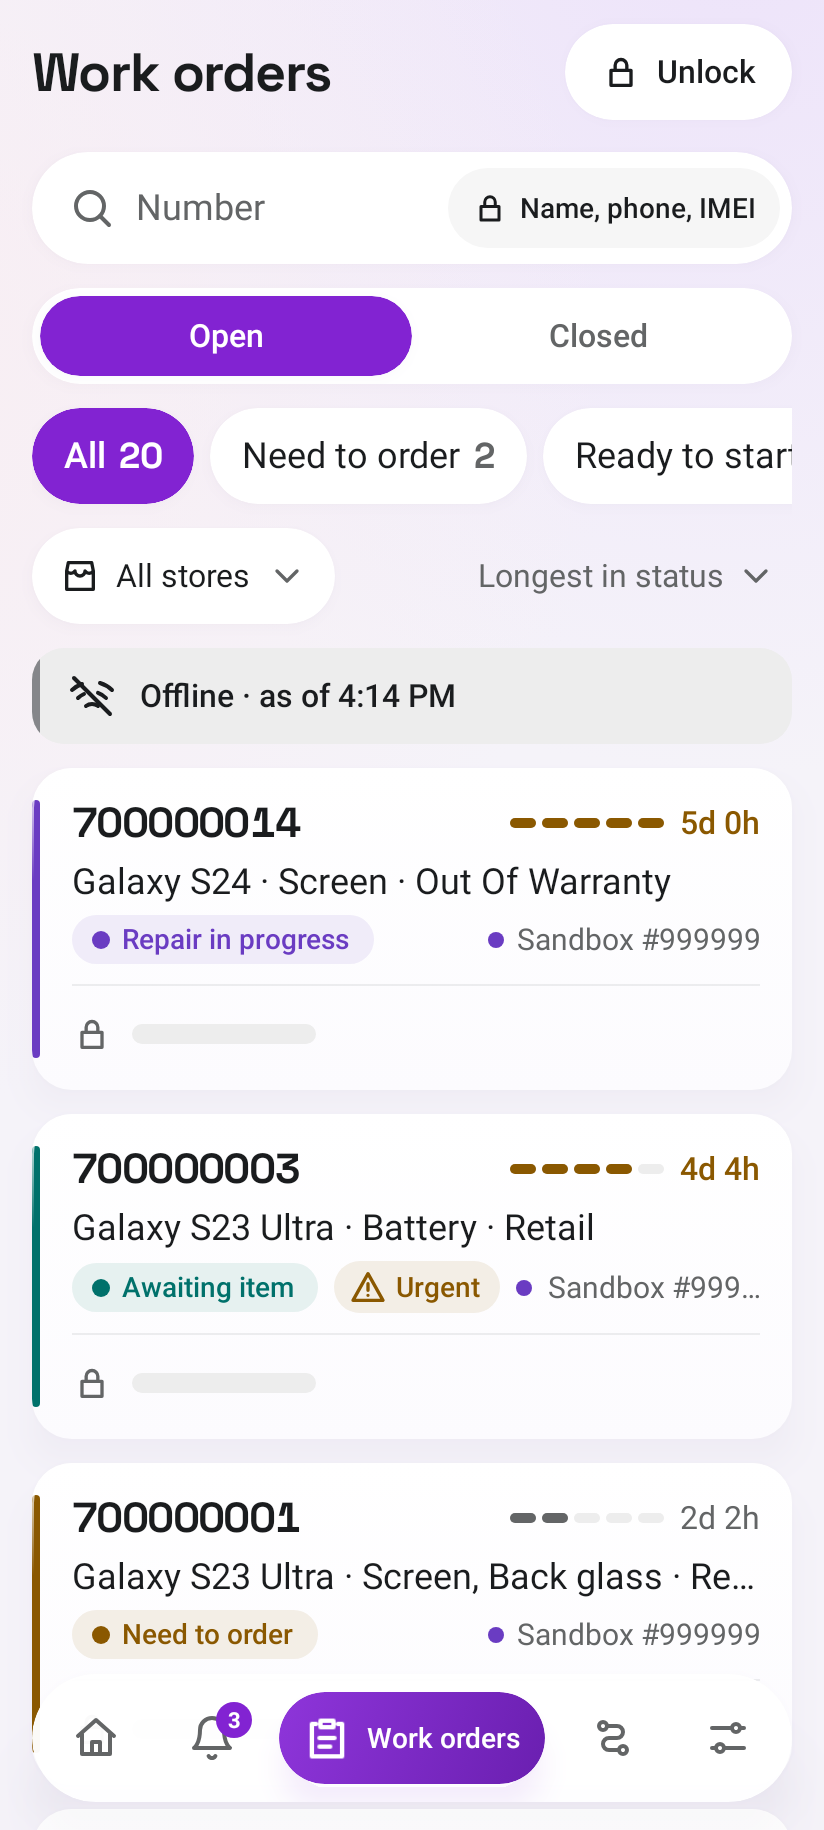 Work orders
Unlock
Number
Name, phone, IMEI
Open
Closed
All 20
Need to order 2
Ready to start
All stores
Longest in status
Offline · as of 4:14 PM
700000014
5d 0h
Galaxy S24 · Screen · Out Of Warranty
Repair in progress
Sandbox #999999
700000003
4d 4h
Galaxy S23 Ultra · Battery · Retail
Awaiting item
Urgent
Sandbox #999…
700000001
2d 2h
Galaxy S23 Ultra · Screen, Back glass · Re…
Need to order
Sandbox #999999
3
Work orders